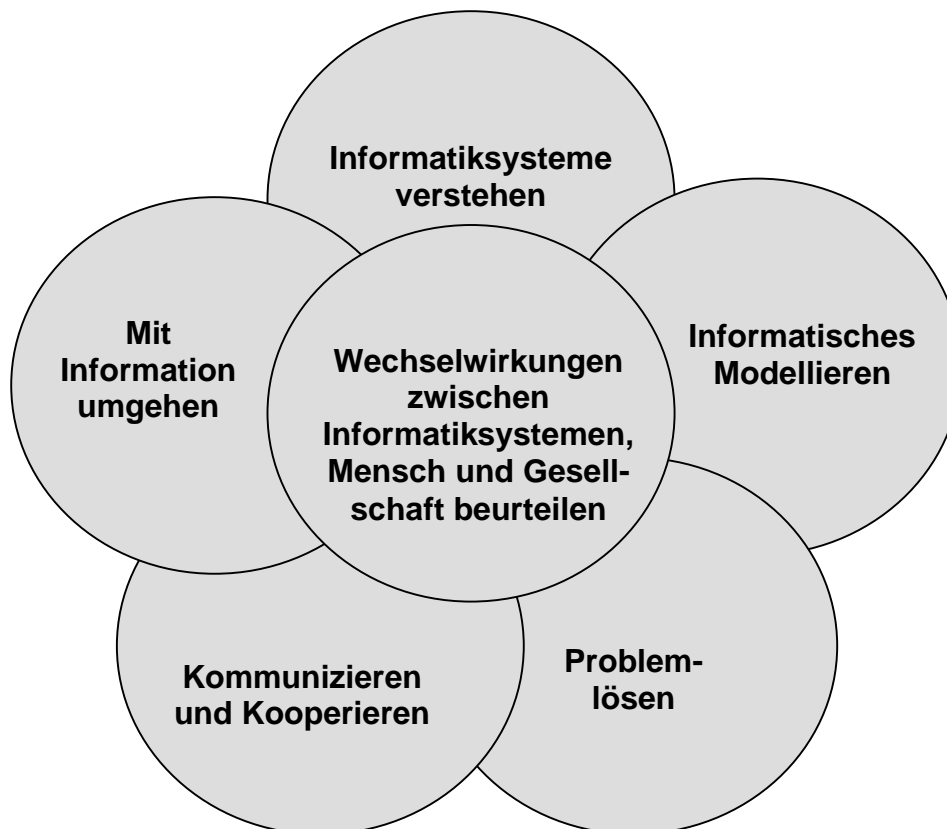 Informatiksysteme
verstehen
Mit
Information
umgehen
Wechselwirkungen
zwischen
Informatiksystemen,
Mensch und Gesell-
schaft beurteilen
Informatisches
Modellieren
Kommunizieren
und Kooperieren
Problem-
lösen